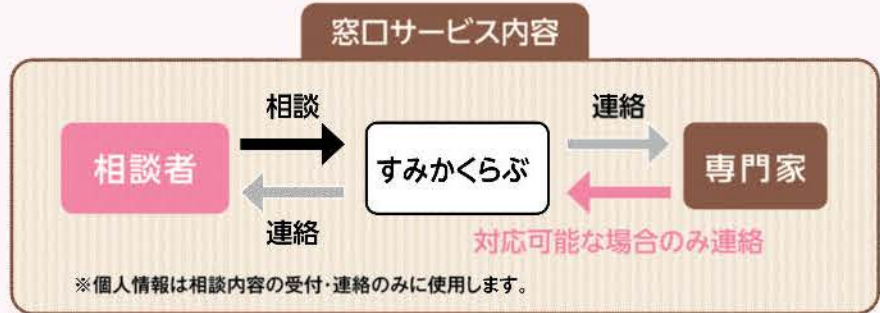 窓口サービス内容
相談
連絡
相談者
すみかくらぶ
専門家
連絡
対応可能な場合のみ連絡
※個人情報は相談内容の受付・連絡のみに使用します。